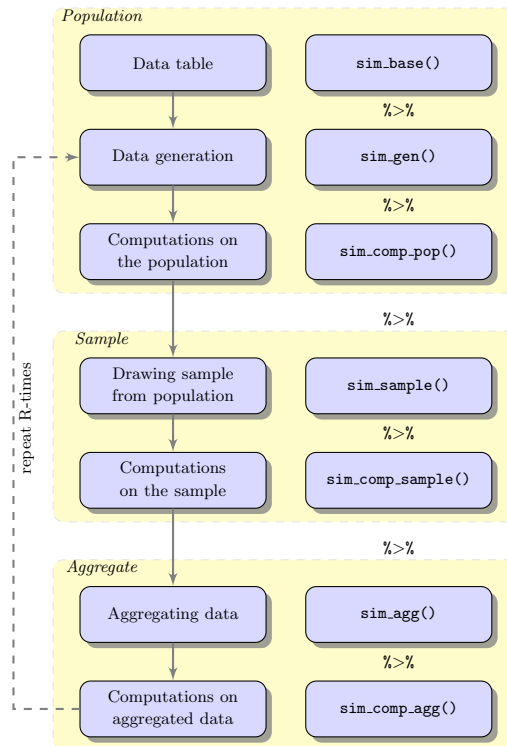 Population
Data table
sim_base()
%>%
Data generation
sim_gen()
%>%
Computations on
the population
sim_comp_pop()
%>%
Sample
Drawing sample
from population
sim_sample()
%>%
Computations
on the sample
sim_comp_sample()
%>%
Aggregate
Aggregating data
sim_agg()
%>%
Computations on
aggregated data
sim_comp_agg()
repeat R-times